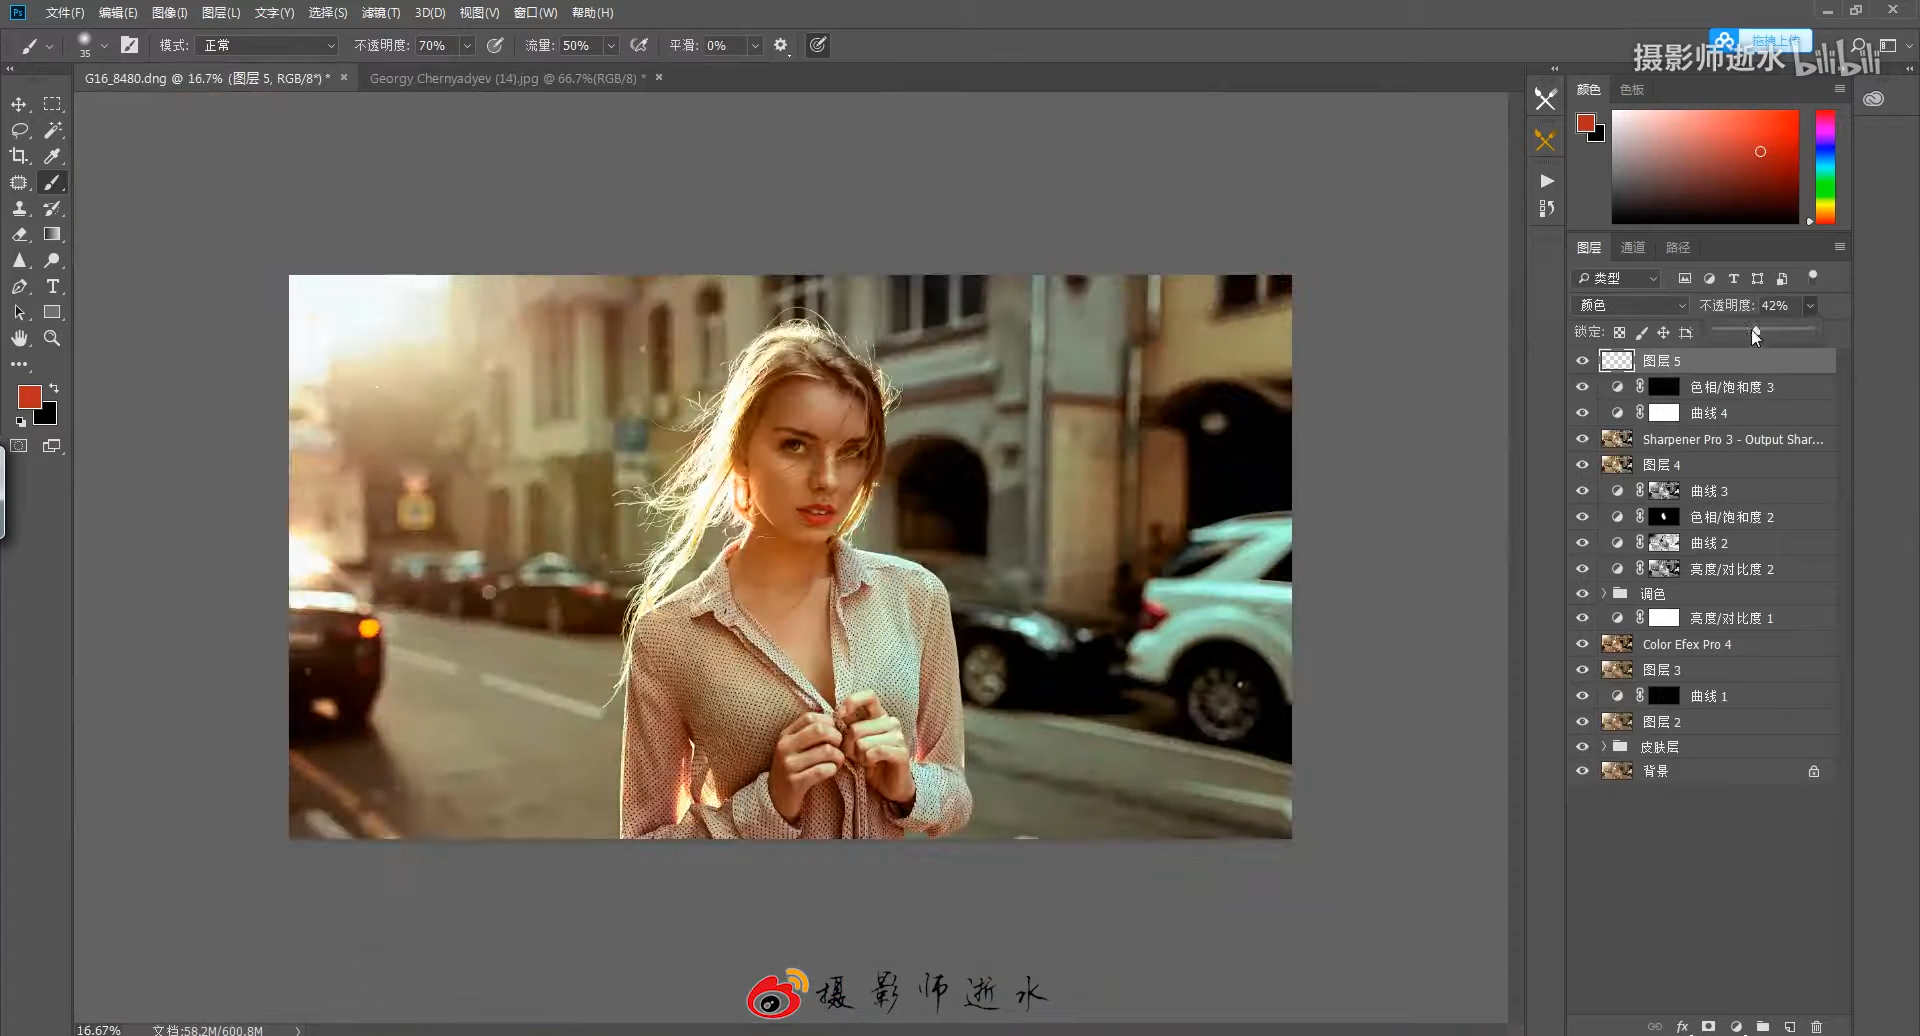 Ps 文件(F) 编辑(E) 图像(I) 图层(L) 文字(Y) 选择(S) 滤镜(T) 3D(D) 视图(V) 窗口(W) 帮助(H)
35 模式: 正常 不透明度: 70% 流量: 50% 平滑: 0%
拖拽上传
摄影师逝水 bilibili
G16_8480.dng @ 16.7% (图层 5, RGB/8*) * × Georgy Chernyadyev (14).jpg @ 66.7%(RGB/8) * ×
颜色 色板
图层 通道 路径
类型
颜色 不透明度: 42%
锁定:
图层 5
色相/饱和度 3
曲线 4
Sharpener Pro 3 - Output Shar...
图层 4
曲线 3
色相/饱和度 2
曲线 2
亮度/对比度 2
调色
亮度/对比度 1
Color Efex Pro 4
图层 3
曲线 1
图层 2
皮肤层
背景
摄影师逝水
16.67% 文档:58.2M/600.8M
fx